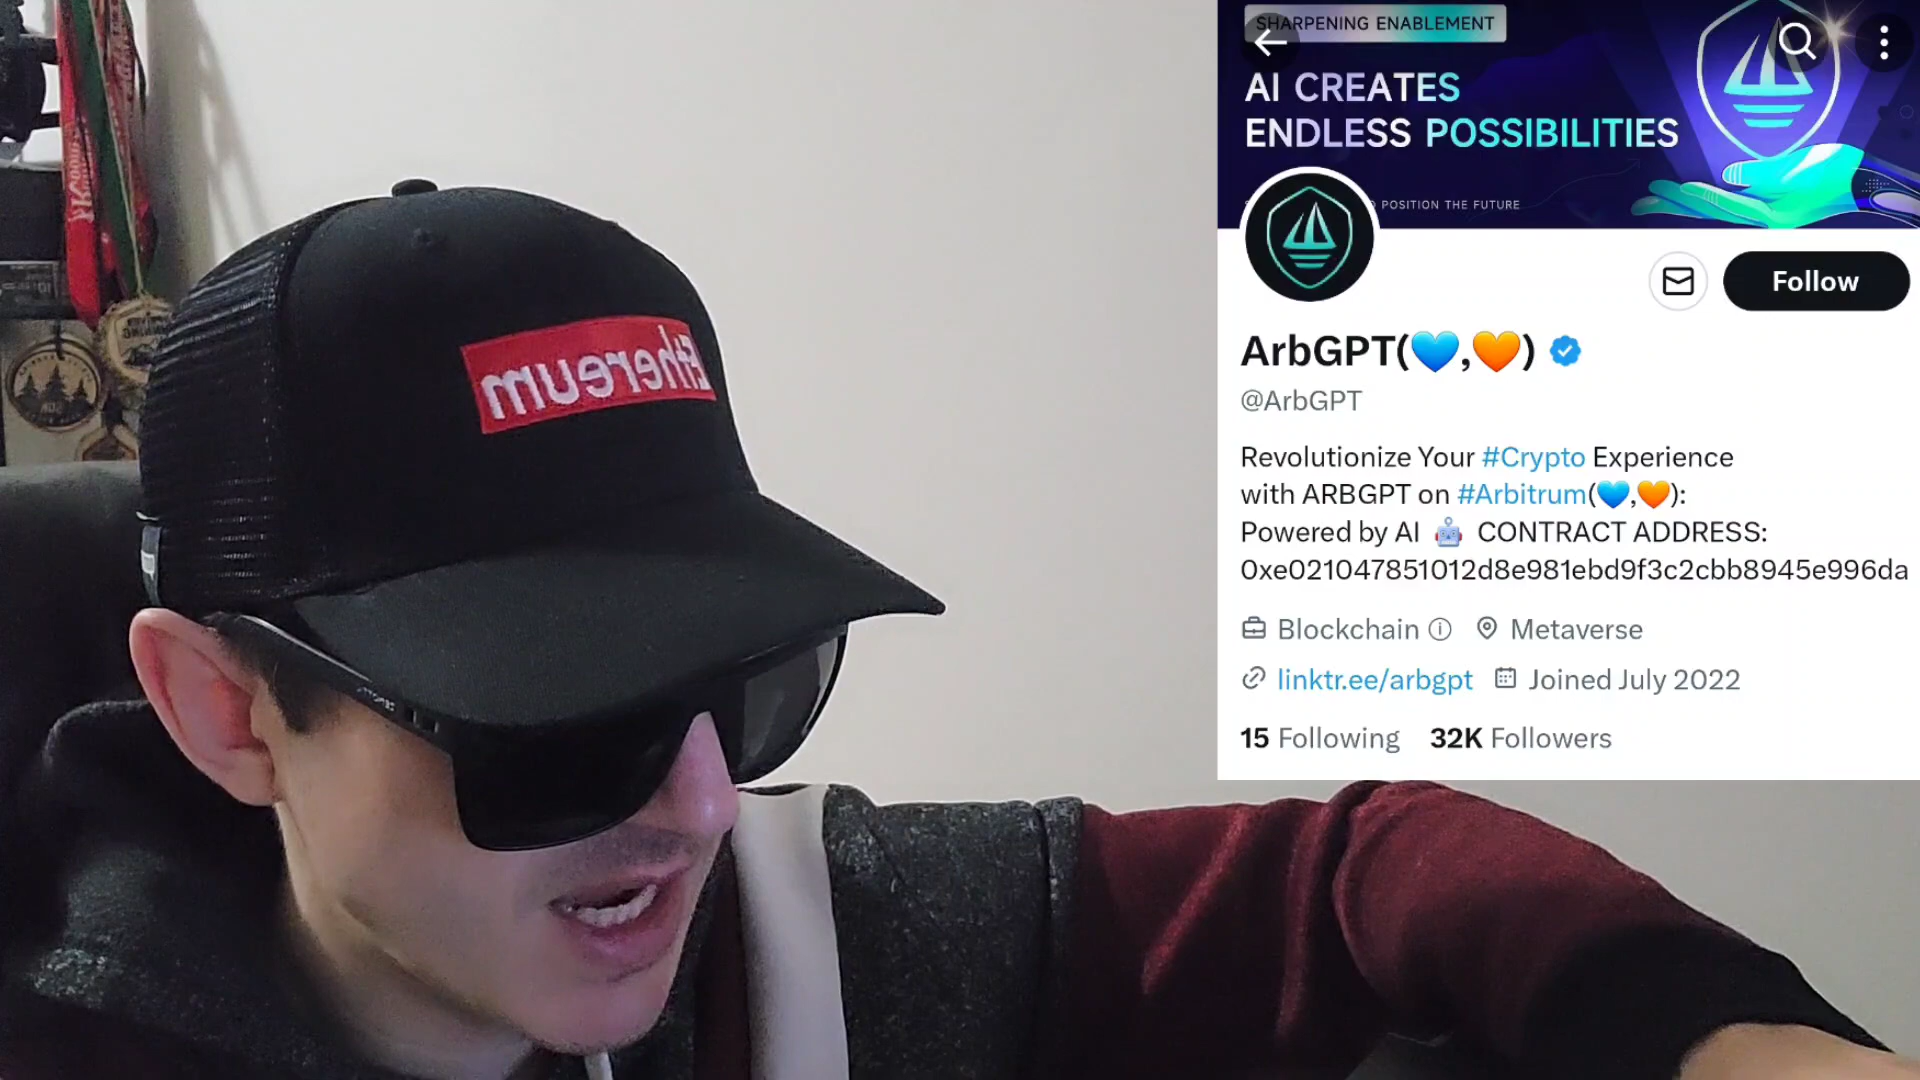 Ethereum
SHARPENING ENABLEMENT
AI CREATES
ENDLESS POSSIBILITIES
POSITION THE FUTURE
Follow
ArbGPT(💙,🧡)
@ArbGPT
Revolutionize Your #Crypto Experience
with ARBGPT on #Arbitrum(💙,🧡):
Powered by AI 🤖 CONTRACT ADDRESS:
0xe021047851012d8e981ebd9f3c2cbb8945e996da
Blockchain Metaverse
linktr.ee/arbgpt Joined July 2022
15 Following 32K Followers